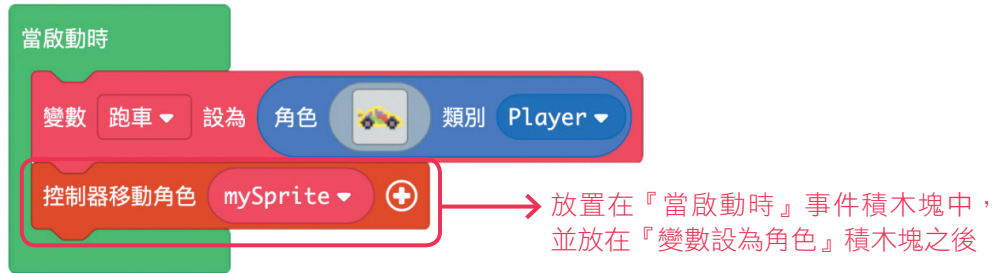 當啟動時
變數 跑車 設為 角色 類別 Player
控制器移動角色 mySprite
放置在『當啟動時』事件積木塊中，
並放在『變數設為角色』積木塊之後